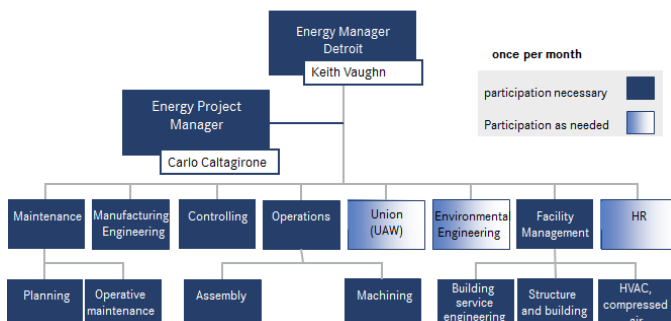 Energy Manager
Detroit
Keith Vaughn
once per month
participation necessary
Participation as needed
Energy Project
Manager
Carlo Caltagirone
Maintenance
Manufacturing
Engineering
Controlling
Operations
Union
(UAW)
Environmental
Engineering
Facility
Management
HR
Planning
Operative
maintenance
Assembly
Machining
Building
service
engineering
Structure
and building
HVAC,
compressed
air